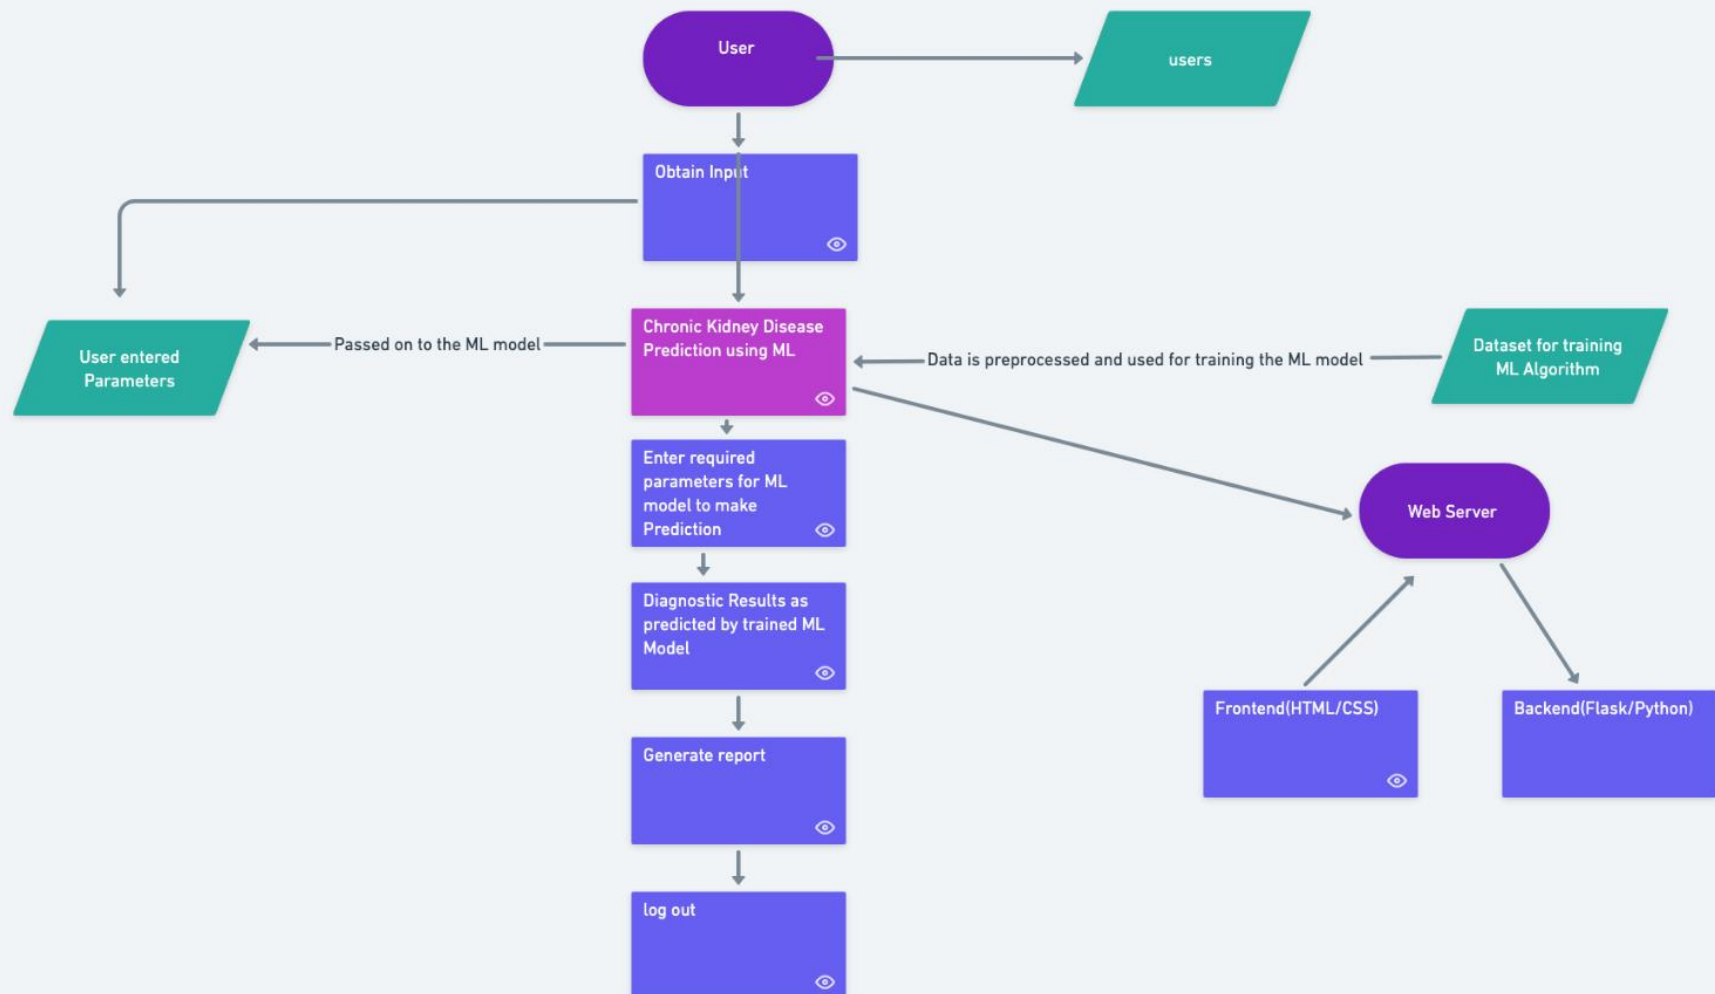 User
users
Obtain Input
User entered
Parameters
Passed on to the ML model
Chronic Kidney Disease
Prediction using ML
Data is preprocessed and used for training the ML model
Dataset for training
ML Algorithm
Enter required
parameters for ML
model to make
Prediction
Web Server
Diagnostic Results as
predicted by trained ML
Model
Frontend(HTML/CSS)
Backend(Flask/Python)
Generate report
log out